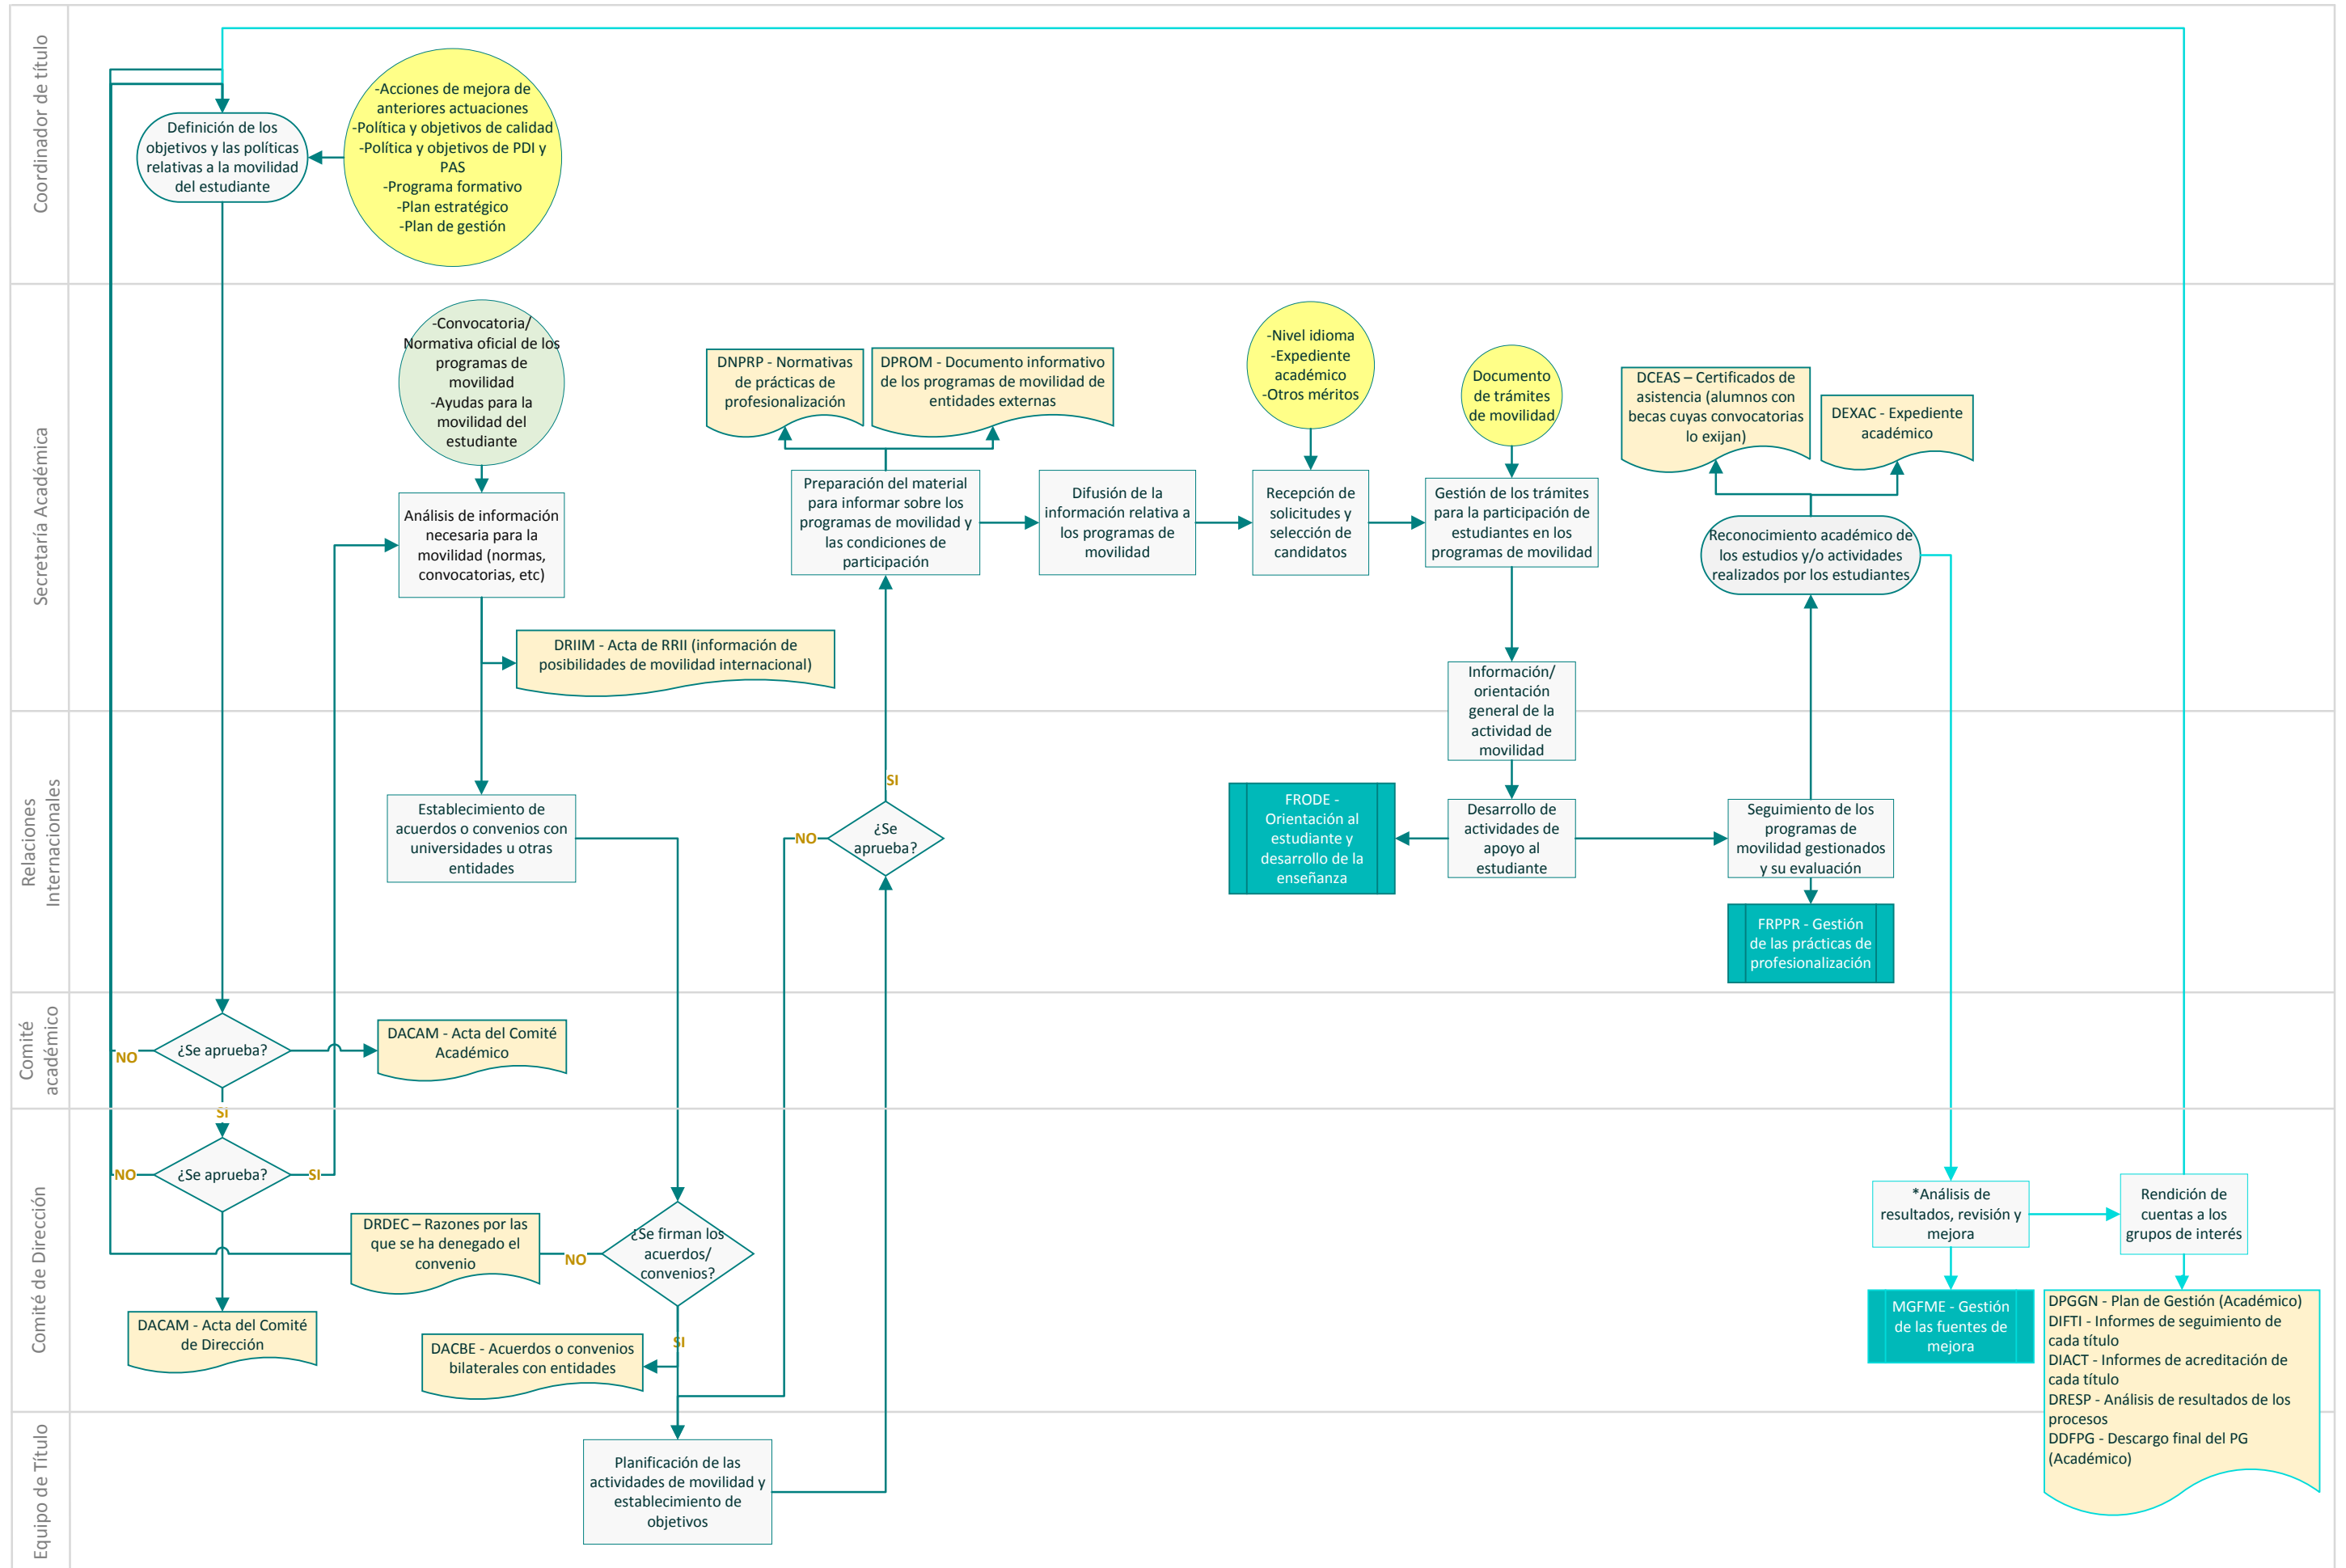 Coordinador de título
Definición de los
objetivos y las políticas
relativas a la movilidad
del estudiante
-Acciones de mejora de
anteriores actuaciones
-Política y objetivos de calidad
-Política y objetivos de PDI y
PAS
-Programa formativo
-Plan estratégico
-Plan de gestión
Secretaría Académica
-Convocatoria/
Normativa oficial de los
programas de
movilidad
-Ayudas para la
movilidad del
estudiante
Análisis de información
necesaria para la
movilidad (normas,
convocatorias, etc)
DRIIM - Acta de RRII (información de
posibilidades de movilidad internacional)
DNPRP - Normativas
de prácticas de
profesionalización
DPROM - Documento informativo
de los programas de movilidad de
entidades externas
Preparación del material
para informar sobre los
programas de movilidad y
las condiciones de
participación
Difusión de la
información relativa a
los programas de
movilidad
-Nivel idioma
-Expediente
académico
-Otros méritos
Recepción de
solicitudes y
selección de
candidatos
Documento
de trámites
de movilidad
Gestión de los trámites
para la participación de
estudiantes en los
programas de movilidad
DCEAS – Certificados de
asistencia (alumnos con
becas cuyas convocatorias
lo exijan)
DEXAC - Expediente
académico
Reconocimiento académico de
los estudios y/o actividades
realizados por los estudiantes
Información/
orientación
general de la
actividad de
movilidad
Relaciones
Internacionales
Establecimiento de
acuerdos o convenios con
universidades u otras
entidades
SI
¿Se
aprueba?
NO
FRODE -
Orientación al
estudiante y
desarrollo de la
enseñanza
Desarrollo de
actividades de
apoyo al
estudiante
Seguimiento de los
programas de
movilidad gestionados
y su evaluación
FRPPR - Gestión
de las prácticas de
profesionalización
Comité
académico
¿Se aprueba?
NO
SI
DACAM - Acta del Comité
Académico
Comité de Dirección
¿Se aprueba?
NO
SI
DACAM - Acta del Comité
de Dirección
DRDEC – Razones por las
que se ha denegado el
convenio
NO
¿Se firman los
acuerdos/
convenios?
SI
DACBE - Acuerdos o convenios
bilaterales con entidades
*Análisis de
resultados, revisión y
mejora
Rendición de
cuentas a los
grupos de interés
MGFME - Gestión
de las fuentes de
mejora
DPGGN - Plan de Gestión (Académico)
DIFTI - Informes de seguimiento de
cada título
DIACT - Informes de acreditación de
cada título
DRESP - Análisis de resultados de los
procesos
DDFPG - Descargo final del PG
(Académico)
Equipo de Título
Planificación de las
actividades de movilidad y
establecimiento de
objetivos